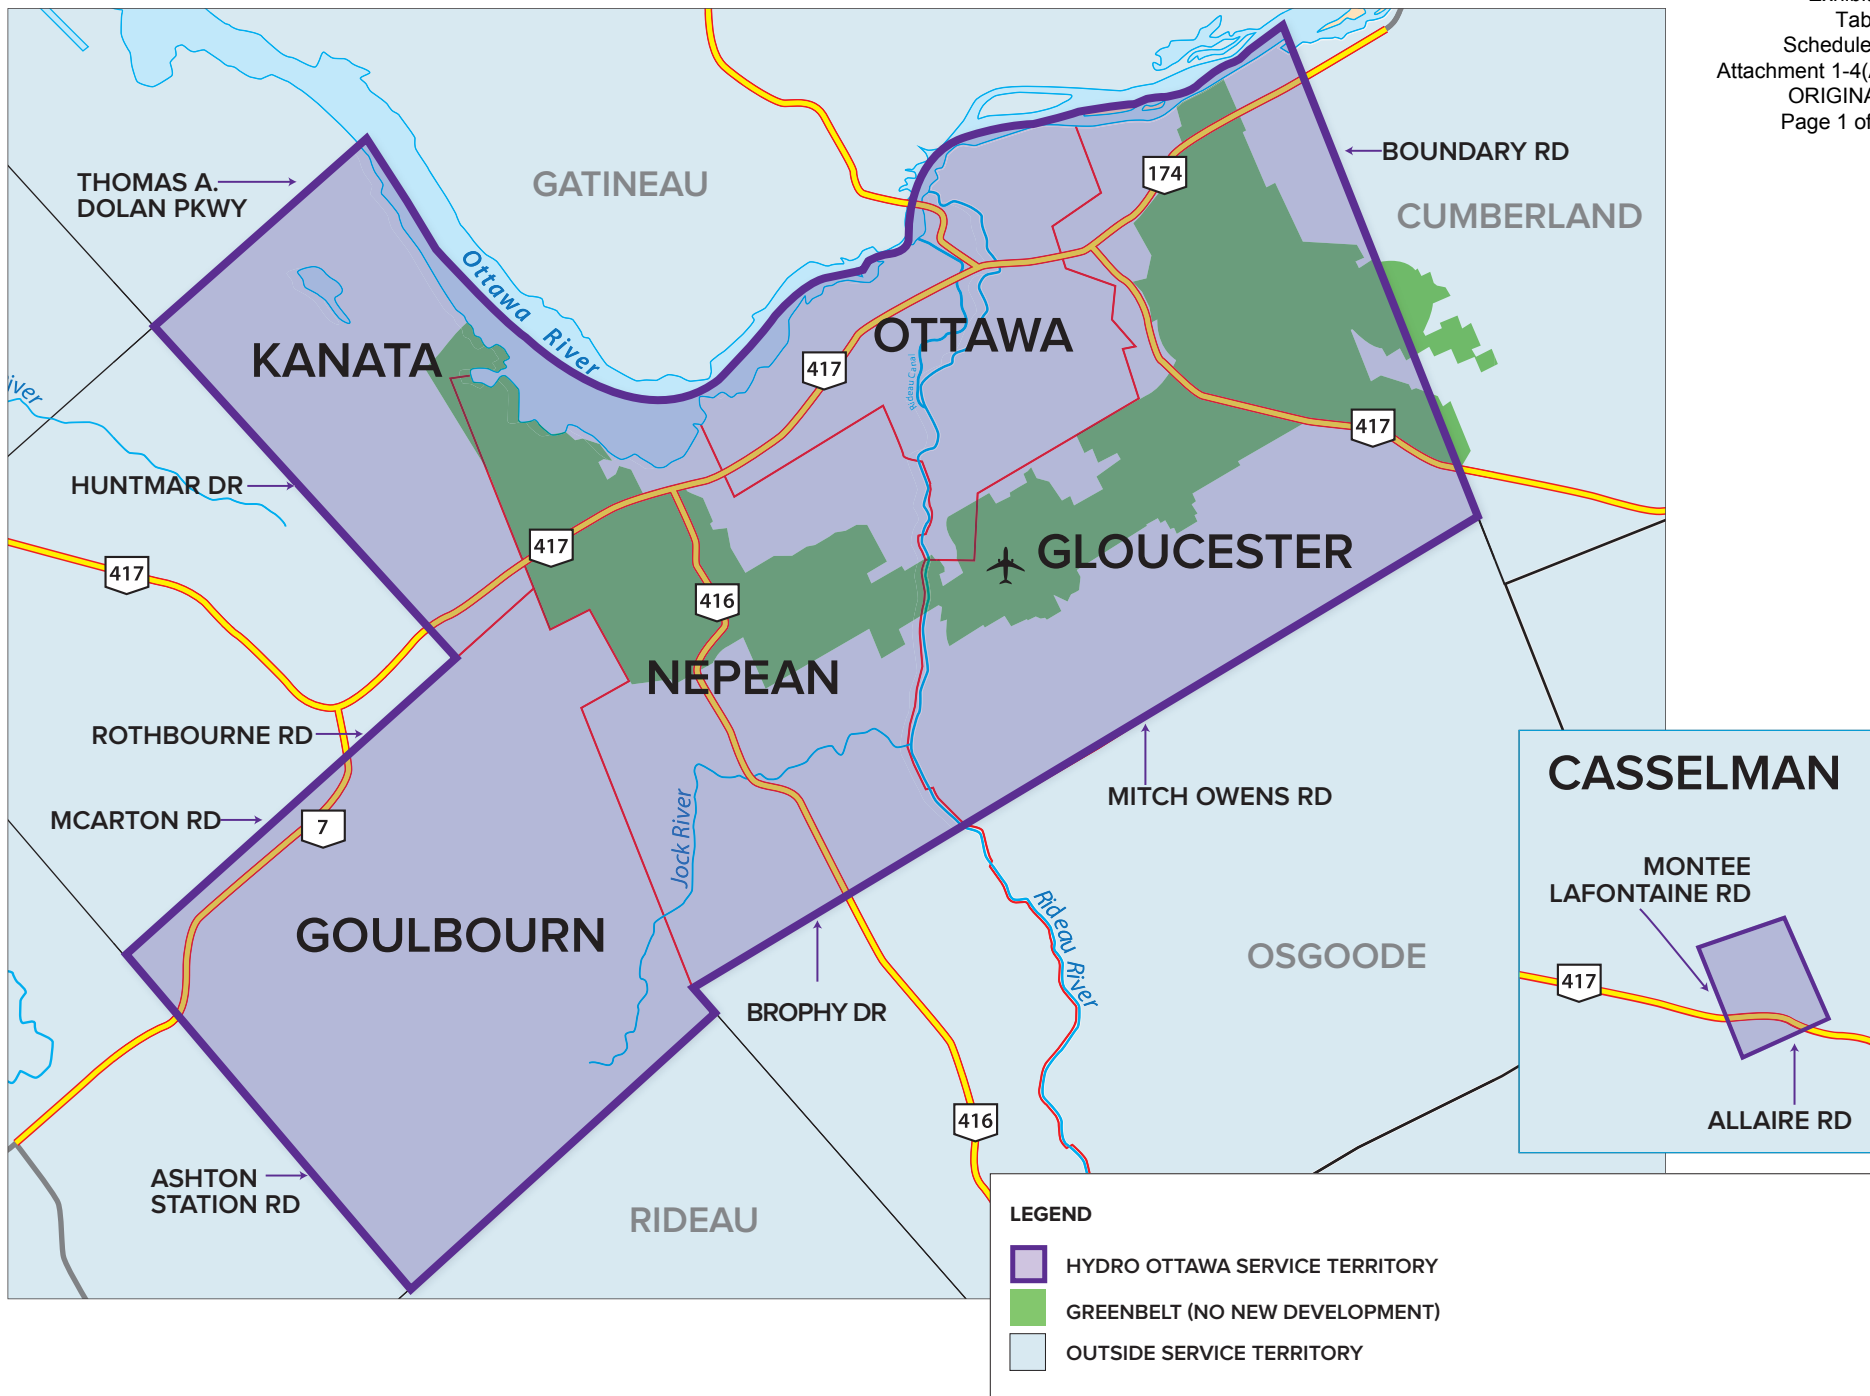 Tab
Schedule
Attachment 1-4(
ORIGINA
Page 1 of
THOMAS A.
DOLAN PKWY
GATINEAU
174
BOUNDARY RD
CUMBERLAND
Ottawa River
KANATA
OTTAWA
417
Rideau Canal
iver
HUNTMAR DR
417
417
417
416
GLOUCESTER
NEPEAN
ROTHBOURNE RD
MCARTON RD
7
Jock River
MITCH OWENS RD
GOULBOURN
BROPHY DR
Rideau River
OSGOODE
416
ASHTON
STATION RD
RIDEAU
CASSELMAN
MONTEE
LAFONTAINE RD
417
ALLAIRE RD
LEGEND
HYDRO OTTAWA SERVICE TERRITORY
GREENBELT (NO NEW DEVELOPMENT)
OUTSIDE SERVICE TERRITORY